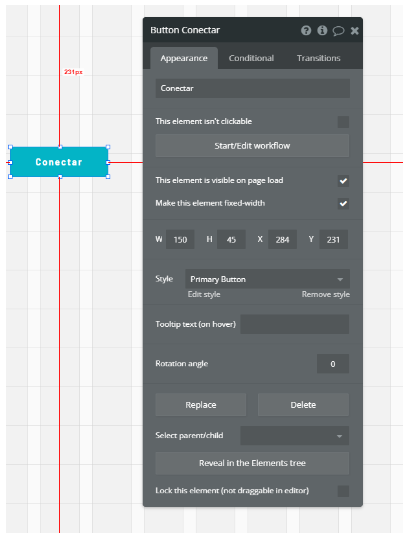 Button Conectar
Appearance Conditional Transitions
291px
Conectar
This element isn't clickable
Start/Edit workflow
Conectar
This element is visible on page load
Make this element fixed-width
W 150 H 45 X 284 Y 231
Style Primary Button
Edit style Remove style
Tooltip text (on hover)
Rotation angle 0
Replace Delete
Select parent/child
Reveal in the Elements tree
Lock this element (not draggable in editor)